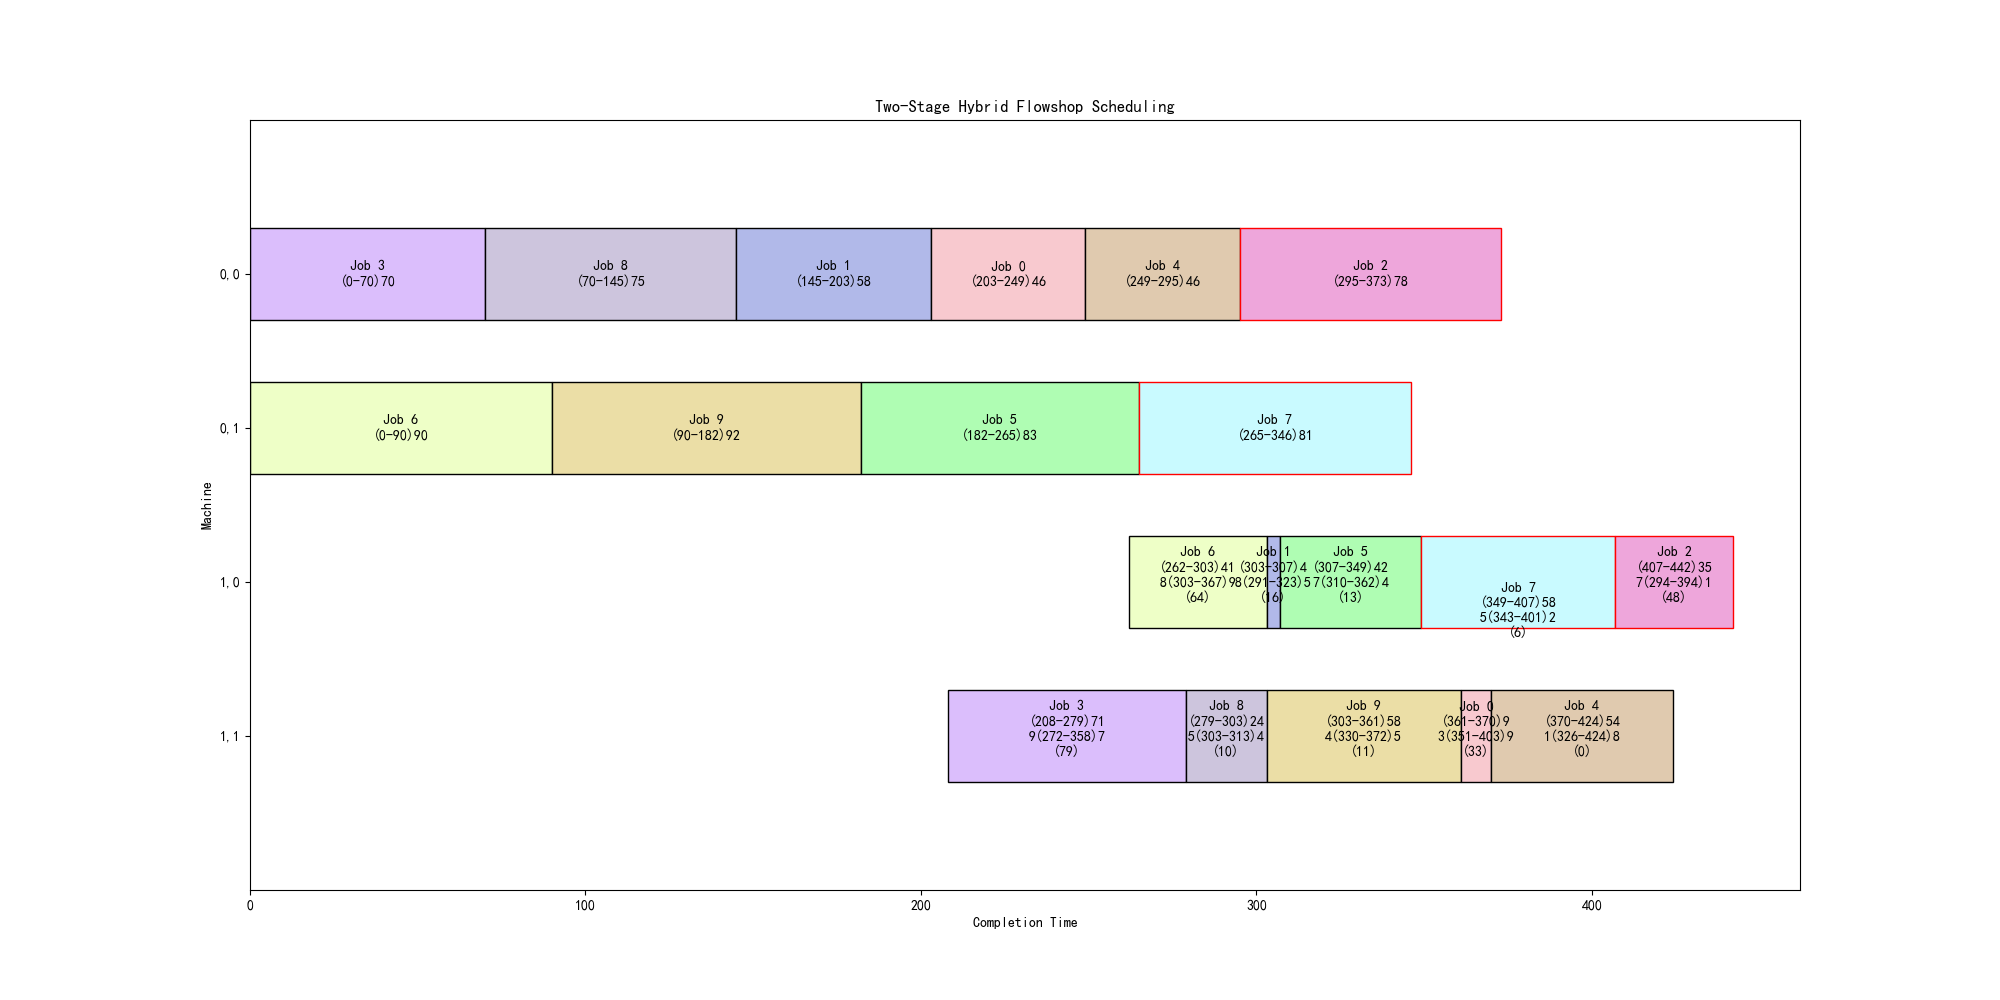 Two-Stage Hybrid Flowshop Scheduling
0,0
Job 3
(0-70)70
Job 8
(70-145)75
Job 1
(145-203)58
Job 0
(203-249)46
Job 4
(249-295)46
Job 2
(295-373)78
0,1
Job 6
(0-90)90
Job 9
(90-182)92
Job 5
(182-265)83
Job 7
(265-346)81
Machine
1,0
Job 6
(262-303)41
8(303-367)9
(64)
Job 1
(303-307)4
8(291-323)5
(16)
Job 5
(307-349)42
7(310-362)4
(13)
Job 7
(349-407)58
5(343-401)2
(6)
Job 2
(407-442)35
7(294-394)1
(48)
1,1
Job 3
(208-279)71
9(272-358)7
(79)
Job 8
(279-303)24
5(303-313)4
(10)
Job 9
(303-361)58
4(330-372)5
(11)
Job 0
(361-370)9
3(351-403)9
(33)
Job 4
(370-424)54
1(326-424)8
(0)
0
100
200
300
400
Completion Time